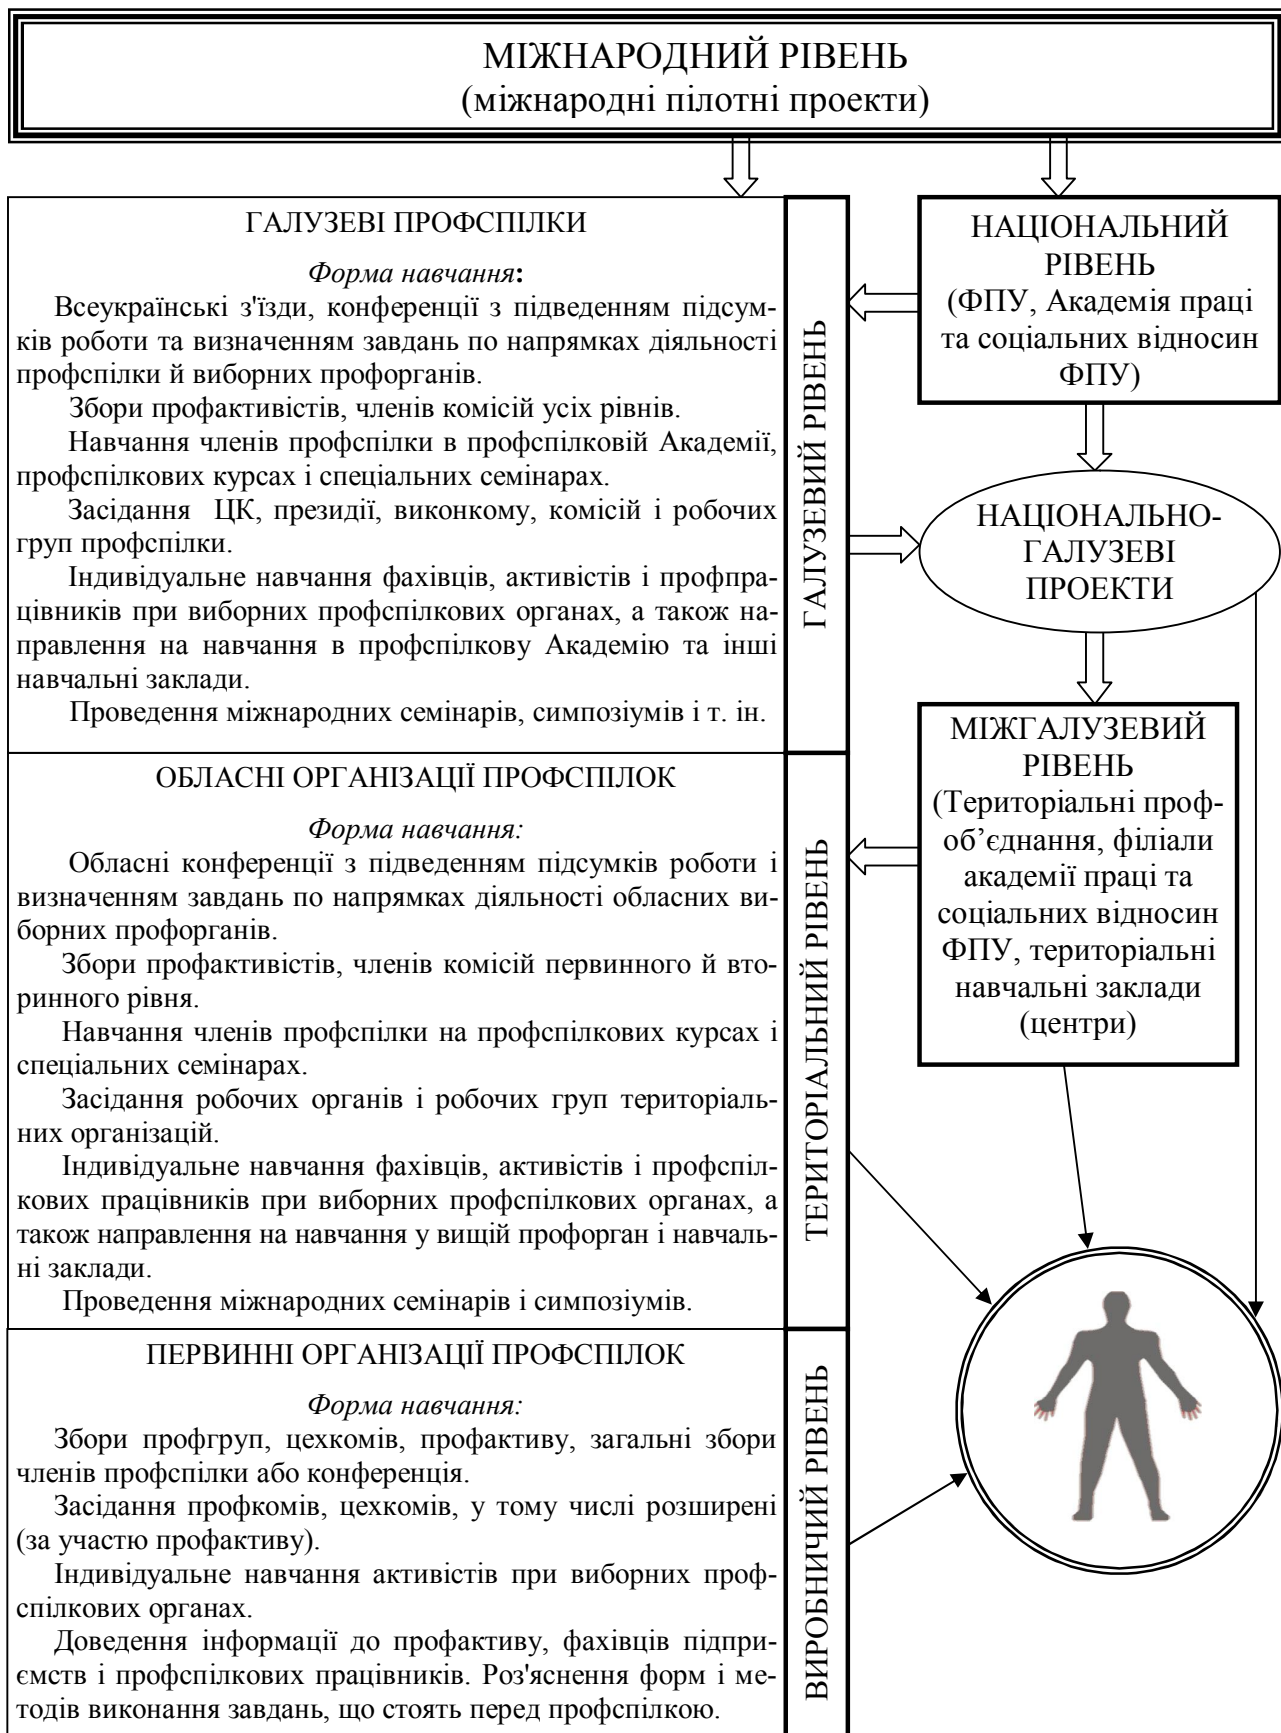 МІЖНАРОДНИЙ РІВЕНЬ
(міжнародні пілотні проекти)
ГАЛУЗЕВІ ПРОФСПІЛКИ
Форма навчання:
Всеукраїнські з'їзди, конференції з підведенням підсум-
ків роботи та визначенням завдань по напрямках діяльності
профспілки й виборних профорганів.
Збори профактивістів, членів комісій усіх рівнів.
Навчання членів профспілки в профспілковій Академії,
профспілкових курсах і спеціальних семінарах.
Засідання ЦК, президії, виконкому, комісій і робочих
груп профспілки.
Індивідуальне навчання фахівців, активістів і профпра-
цівників при виборних профспілкових органах, а також на-
правлення на навчання в профспілкову Академію та інші
навчальні заклади.
Проведення міжнародних семінарів, симпозіумів і т. ін.
ГАЛУЗЕВИЙ РІВЕНЬ
НАЦІОНАЛЬНИЙ
РІВЕНЬ
(ФПУ, Академія праці
та соціальних відносин
ФПУ)
НАЦІОНАЛЬНО-
ГАЛУЗЕВІ
ПРОЕКТИ
МІЖГАЛУЗЕВИЙ
РІВЕНЬ
(Територіальні проф-
об’єднання, філіали
академії праці та
соціальних відносин
ФПУ, територіальні
навчальні заклади
(центри)
ОБЛАСНІ ОРГАНІЗАЦІЇ ПРОФСПІЛОК
Форма навчання:
Обласні конференції з підведенням підсумків роботи і
визначенням завдань по напрямках діяльності обласних ви-
борних профорганів.
Збори профактивістів, членів комісій первинного й вто-
ринного рівня.
Навчання членів профспілки на профспілкових курсах і
спеціальних семінарах.
Засідання робочих органів і робочих груп територіаль-
них організацій.
Індивідуальне навчання фахівців, активістів і профспіл-
кових працівників при виборних профспілкових органах, а
також направлення на навчання у вищій профорган і навчаль-
ні заклади.
Проведення міжнародних семінарів і симпозіумів.
ТЕРИТОРІАЛЬНИЙ РІВЕНЬ
ПЕРВИННІ ОРГАНІЗАЦІЇ ПРОФСПІЛОК
Форма навчання:
Збори профгруп, цехкомів, профактиву, загальні збори
членів профспілки або конференція.
Засідання профкомів, цехкомів, у тому числі розширені
(за участю профактиву).
Індивідуальне навчання активістів при виборних проф-
спілкових органах.
Доведення інформації до профактиву, фахівців підпри-
ємств і профспілкових працівників. Роз'яснення форм і ме-
тодів виконання завдань, що стоять перед профспілкою.
ВИРОБНИЧИЙ РІВЕНЬ